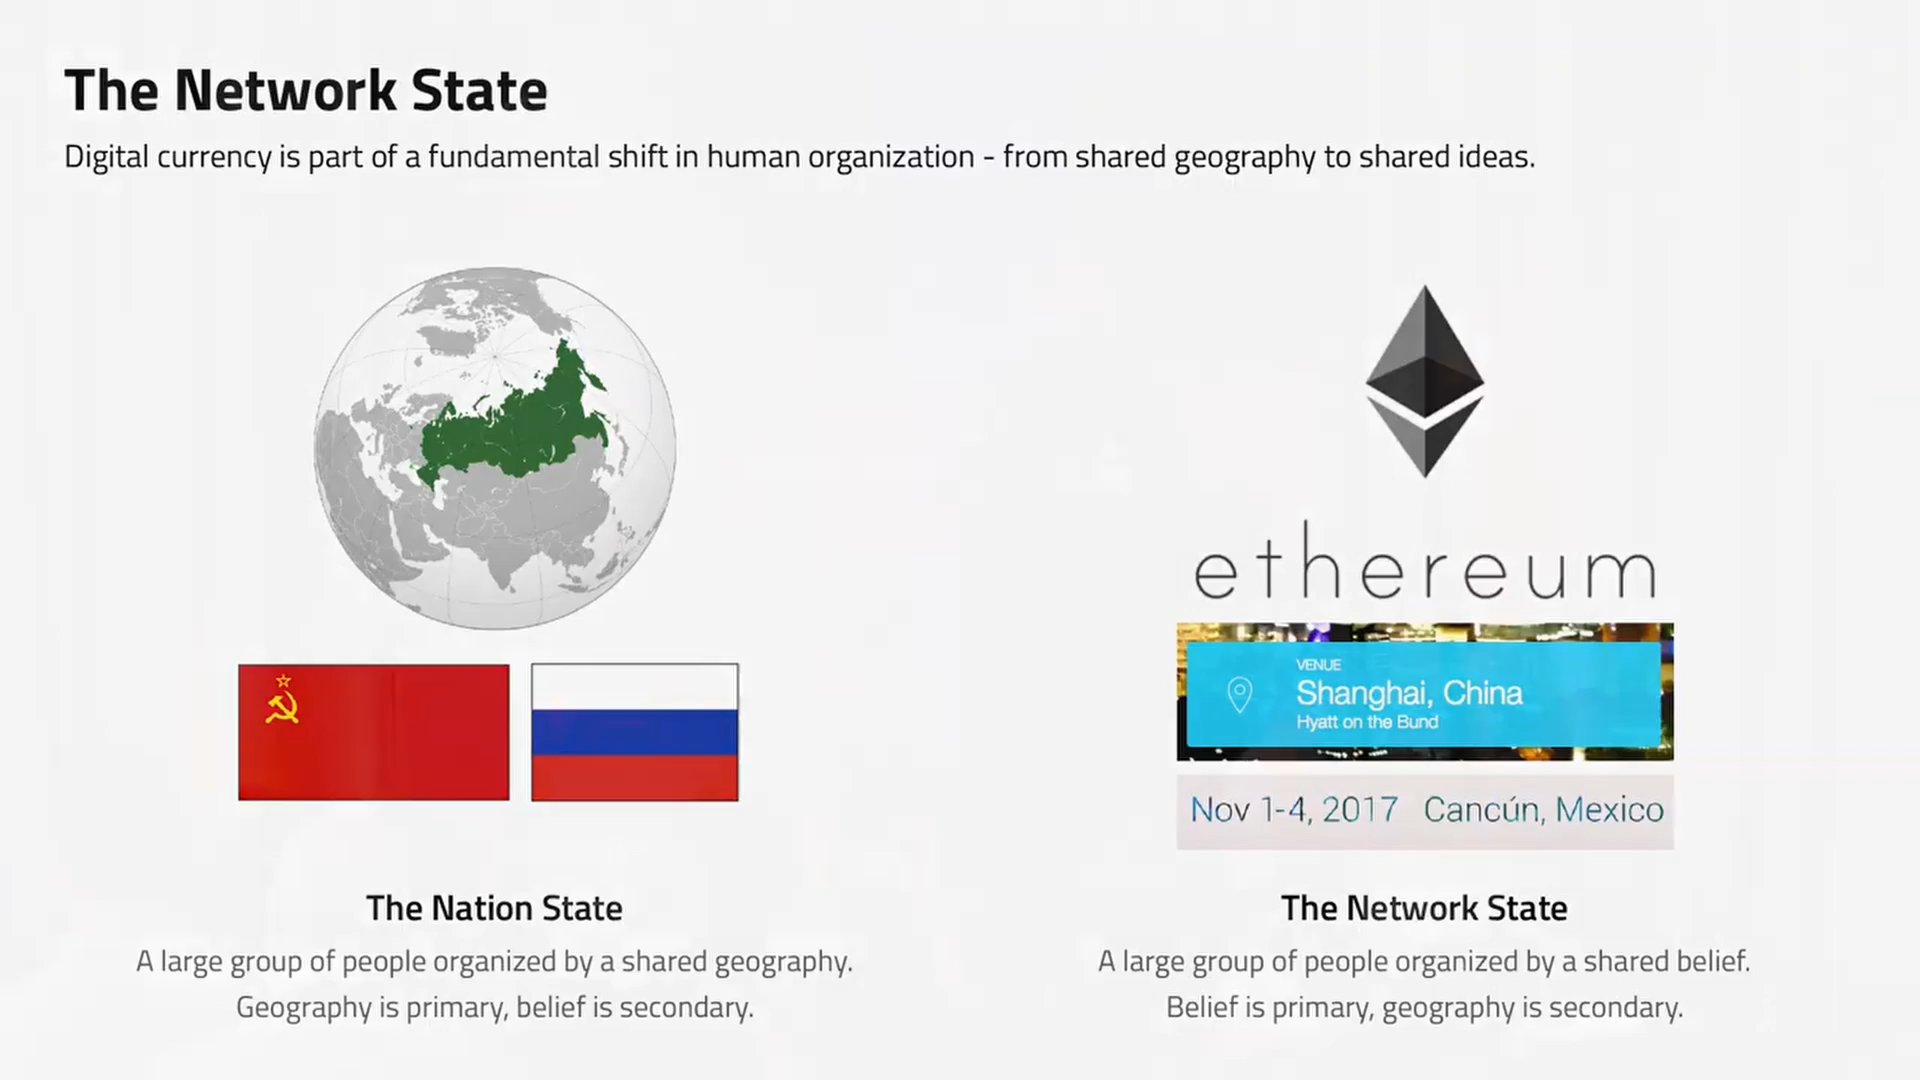 The Network State
Digital currency is part of a fundamental shift in human organization - from shared geography to shared ideas.
ethereum
VENUE
Shanghai, China
Hyatt on the Bund
Nov 1-4, 2017 Cancún, Mexico
The Nation State
A large group of people organized by a shared geography.
Geography is primary, belief is secondary.
The Network State
A large group of people organized by a shared belief.
Belief is primary, geography is secondary.